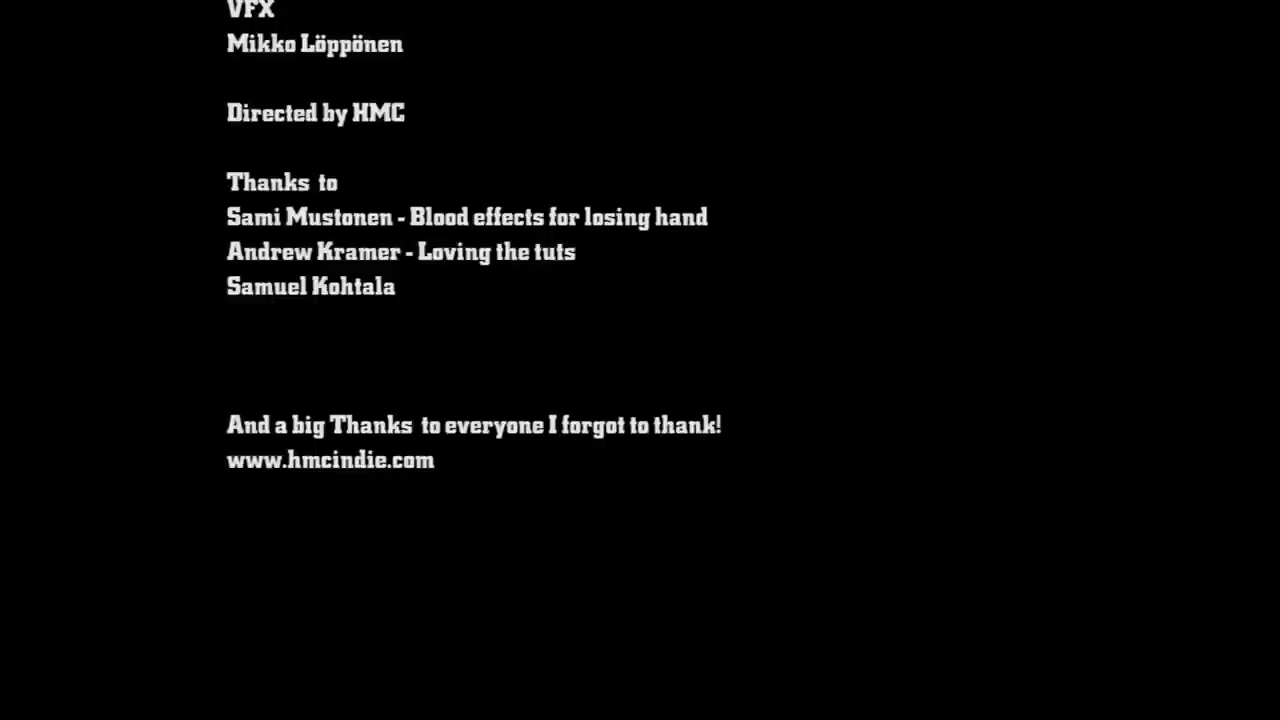 VFX
Mikko Löppönen
Directed by HMC
Thanks to
Sami Mustonen - Blood effects for losing hand
Andrew Kramer - Loving the tuts
Samuel Kohtala
And a big Thanks to everyone I forgot to thank!
www.hmcindie.com